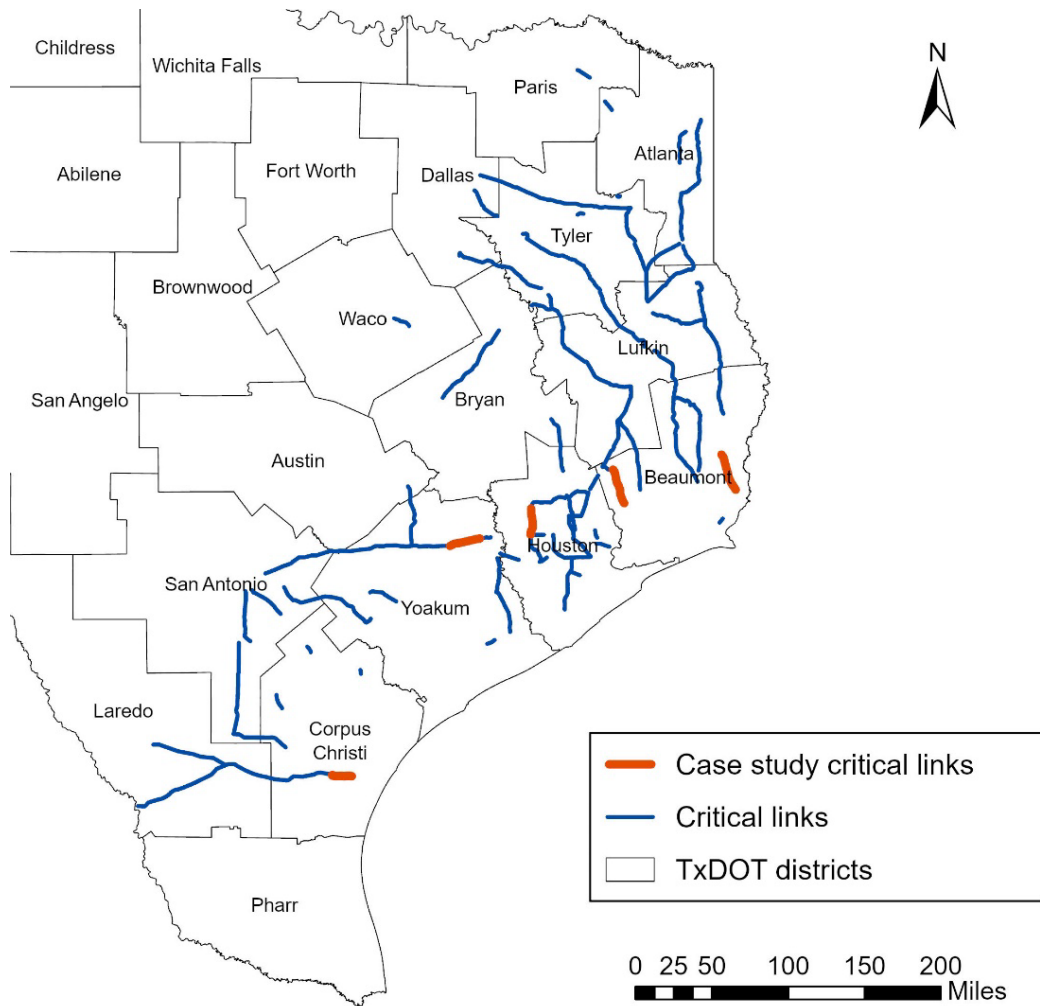 Childress
Wichita Falls
Paris
N
Abilene
Fort Worth
Dallas
Atlanta
Tyler
Brownwood
Waco
Lufkin
San Angelo
Bryan
Austin
Beaumont
Houston
San Antonio
Yoakum
Laredo
Corpus
Christi
Case study critical links
Critical links
TxDOT districts
Pharr
0 25 50 100 150 200
Miles